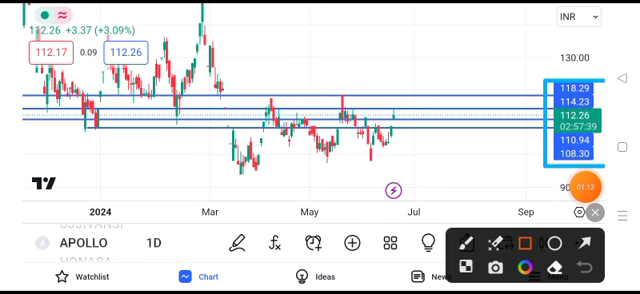 112.26 +3.37 (+3.09%)
INR
112.17 0.09 112.26
130.00
118.29
114.23
112.26
02:57:39
110.94
108.30
01:13
2024 Mar May Jul Sep
APOLLO 1D
Watchlist Chart Ideas News